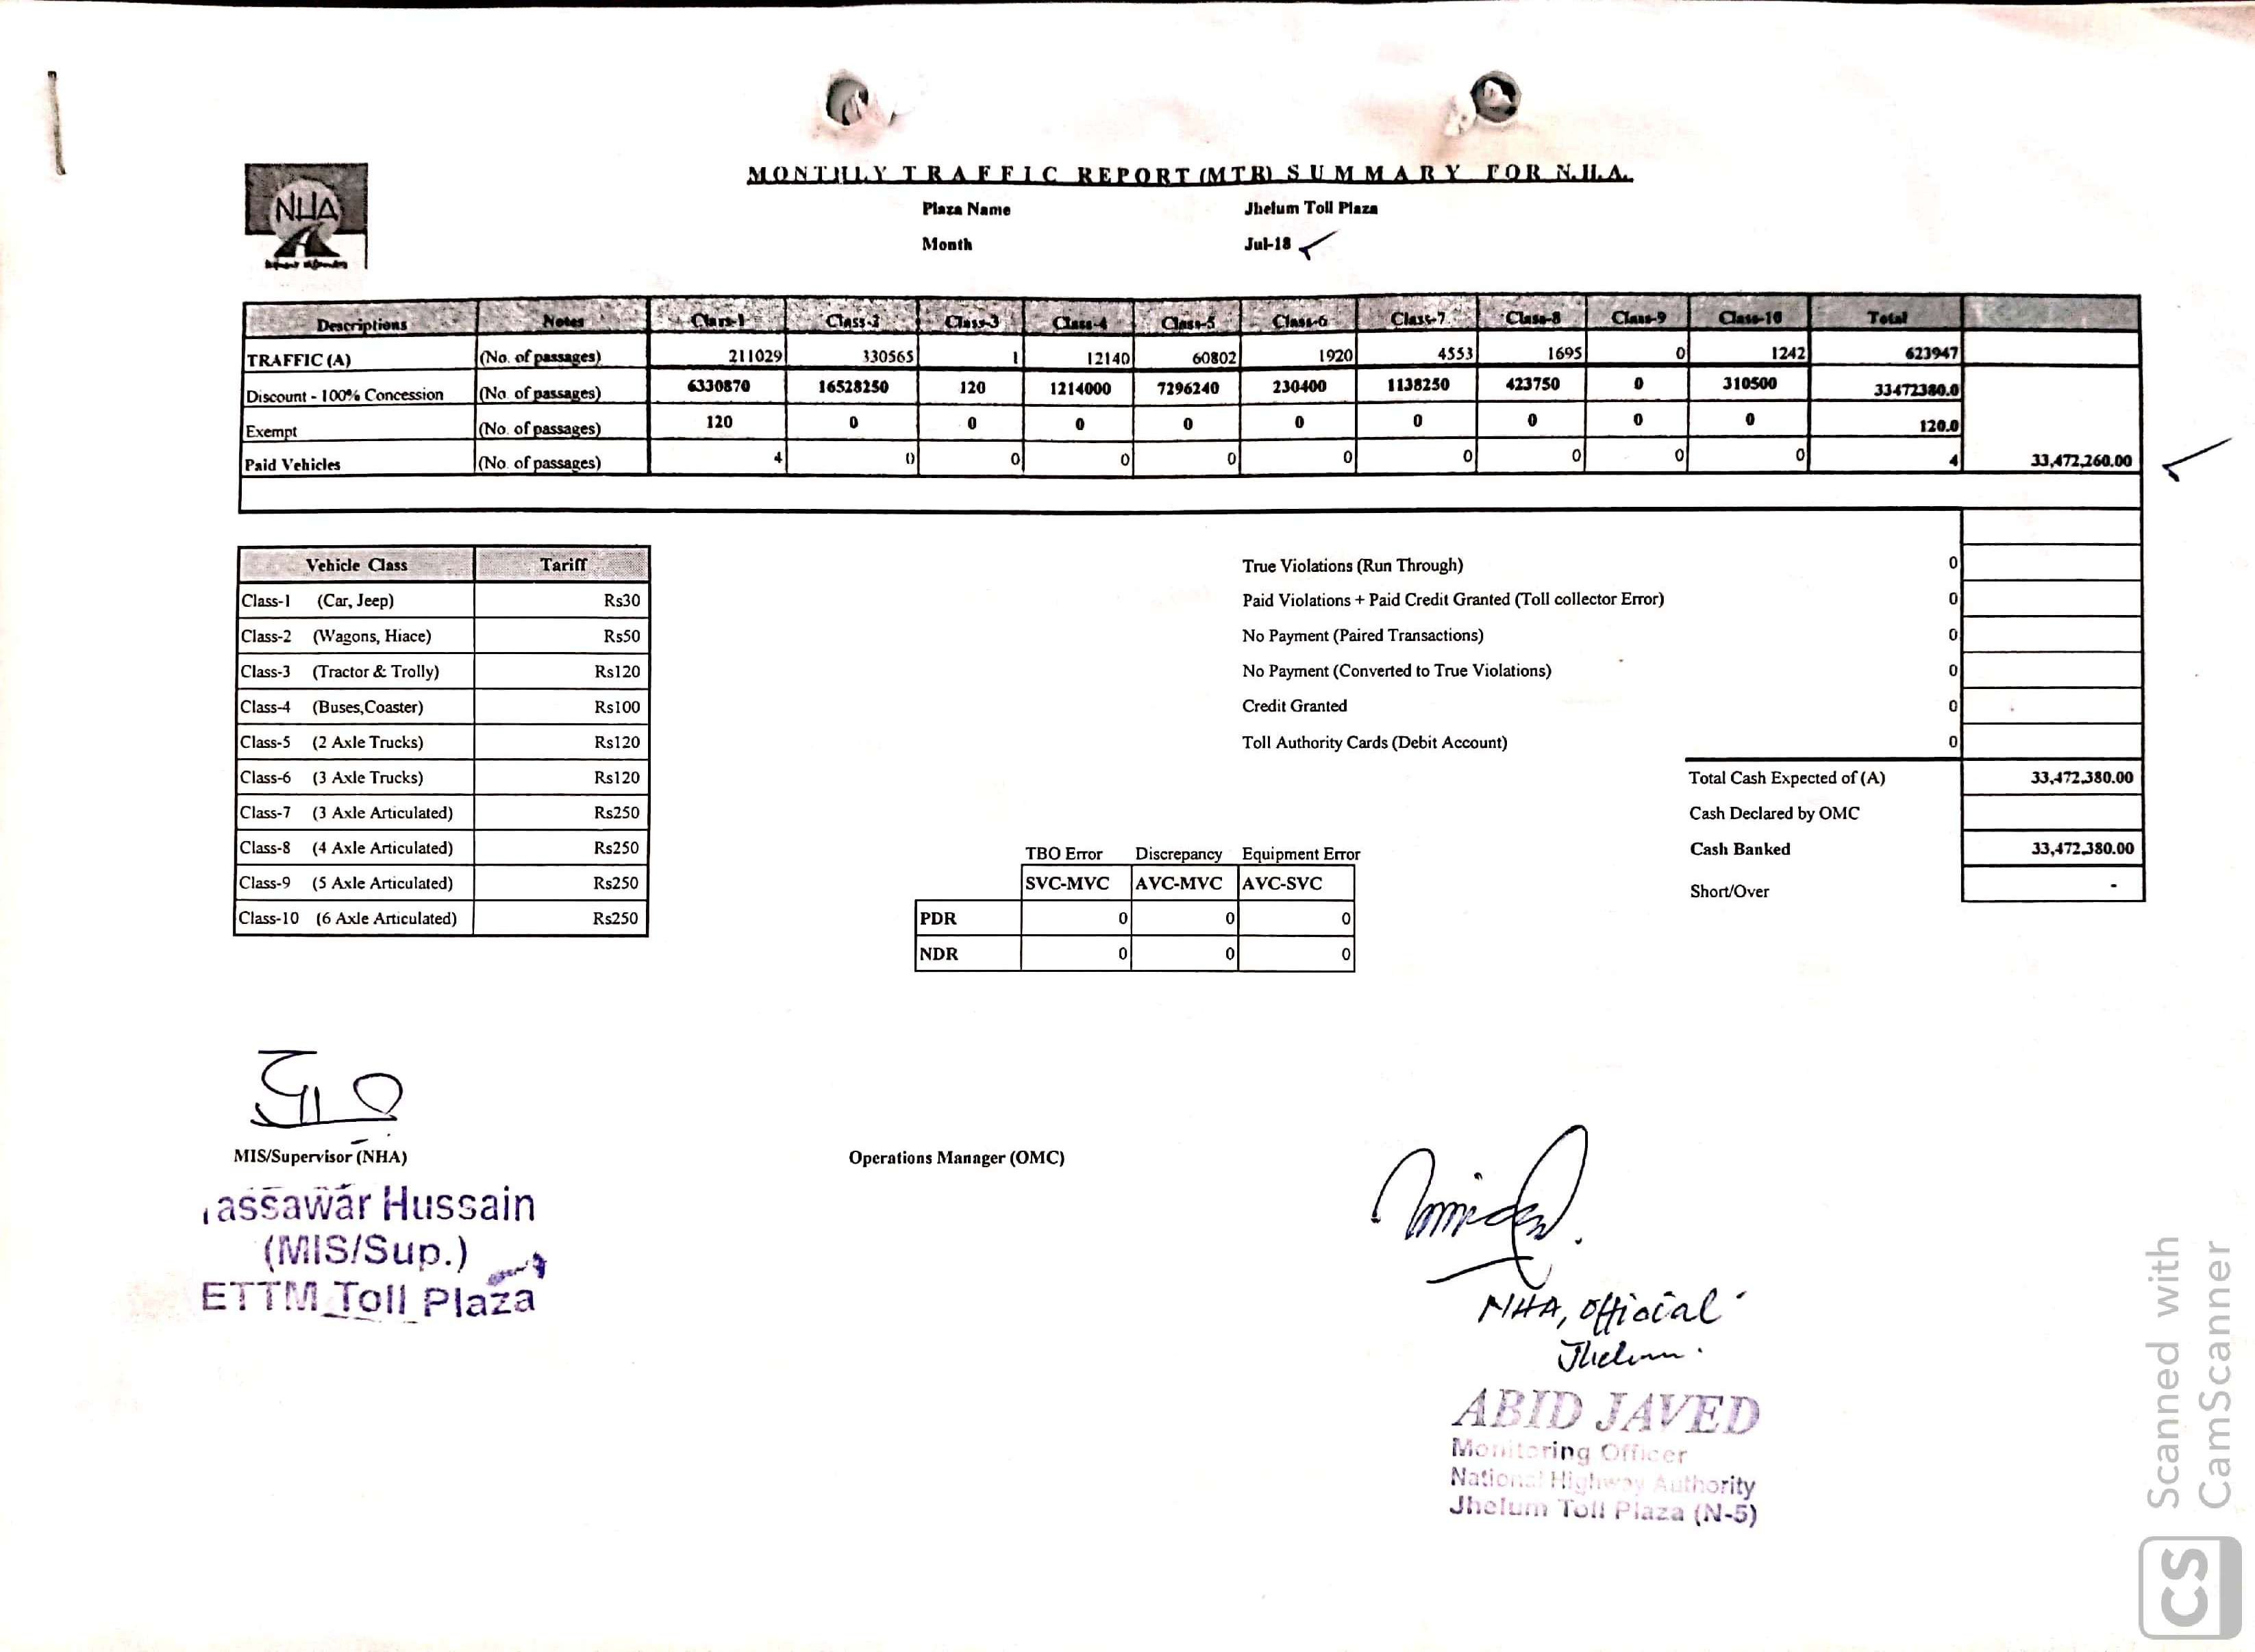 NHA
MONTHLY TRAFFIC REPORT (MTR) SUMMARY FOR N.H.A.
Plaza Name Jhelum Toll Plaza
Month Jul-18
Descriptions Notes Class-1 Class-2 Class-3 Class-4 Class-5 Class-6 Class-7 Class-8 Class-9 Class-10 Total
TRAFFIC (A) (No. of passages) 211029 330565 1 12140 60802 1920 4553 1695 0 1242 623947
Discount - 100% Concession (No. of passages) 6330870 16528250 120 1214000 7296240 230400 1138250 423750 0 310500 33472380.0
Exempt (No. of passages) 120 0 0 0 0 0 0 0 0 0 120.0
Paid Vehicles (No. of passages) 4 0 0 0 0 0 0 0 0 0 4 33,472,260.00
Vehicle Class Tariff
Class-1 (Car, Jeep) Rs30
Class-2 (Wagons, Hiace) Rs50
Class-3 (Tractor & Trolly) Rs120
Class-4 (Buses,Coaster) Rs100
Class-5 (2 Axle Trucks) Rs120
Class-6 (3 Axle Trucks) Rs120
Class-7 (3 Axle Articulated) Rs250
Class-8 (4 Axle Articulated) Rs250
Class-9 (5 Axle Articulated) Rs250
Class-10 (6 Axle Articulated) Rs250
True Violations (Run Through) 0
Paid Violations + Paid Credit Granted (Toll collector Error) 0
No Payment (Paired Transactions) 0
No Payment (Converted to True Violations) 0
Credit Granted 0
Toll Authority Cards (Debit Account) 0
Total Cash Expected of (A) 33,472,380.00
Cash Declared by OMC
Cash Banked 33,472,380.00
Short/Over -
TBO Error Discrepancy Equipment Error
SVC-MVC AVC-MVC AVC-SVC
PDR 0 0 0
NDR 0 0 0
MIS/Supervisor (NHA)
Operations Manager (OMC)
assawar Hussain
(MIS/Sup.)
ETTM Toll Plaza
NHA, Official
Jhelum.
ABID JAVED
Monitoring Officer
National Highway Authority
Jhelum Toll Plaza (N-5)
CS Scanned with
CamScanner